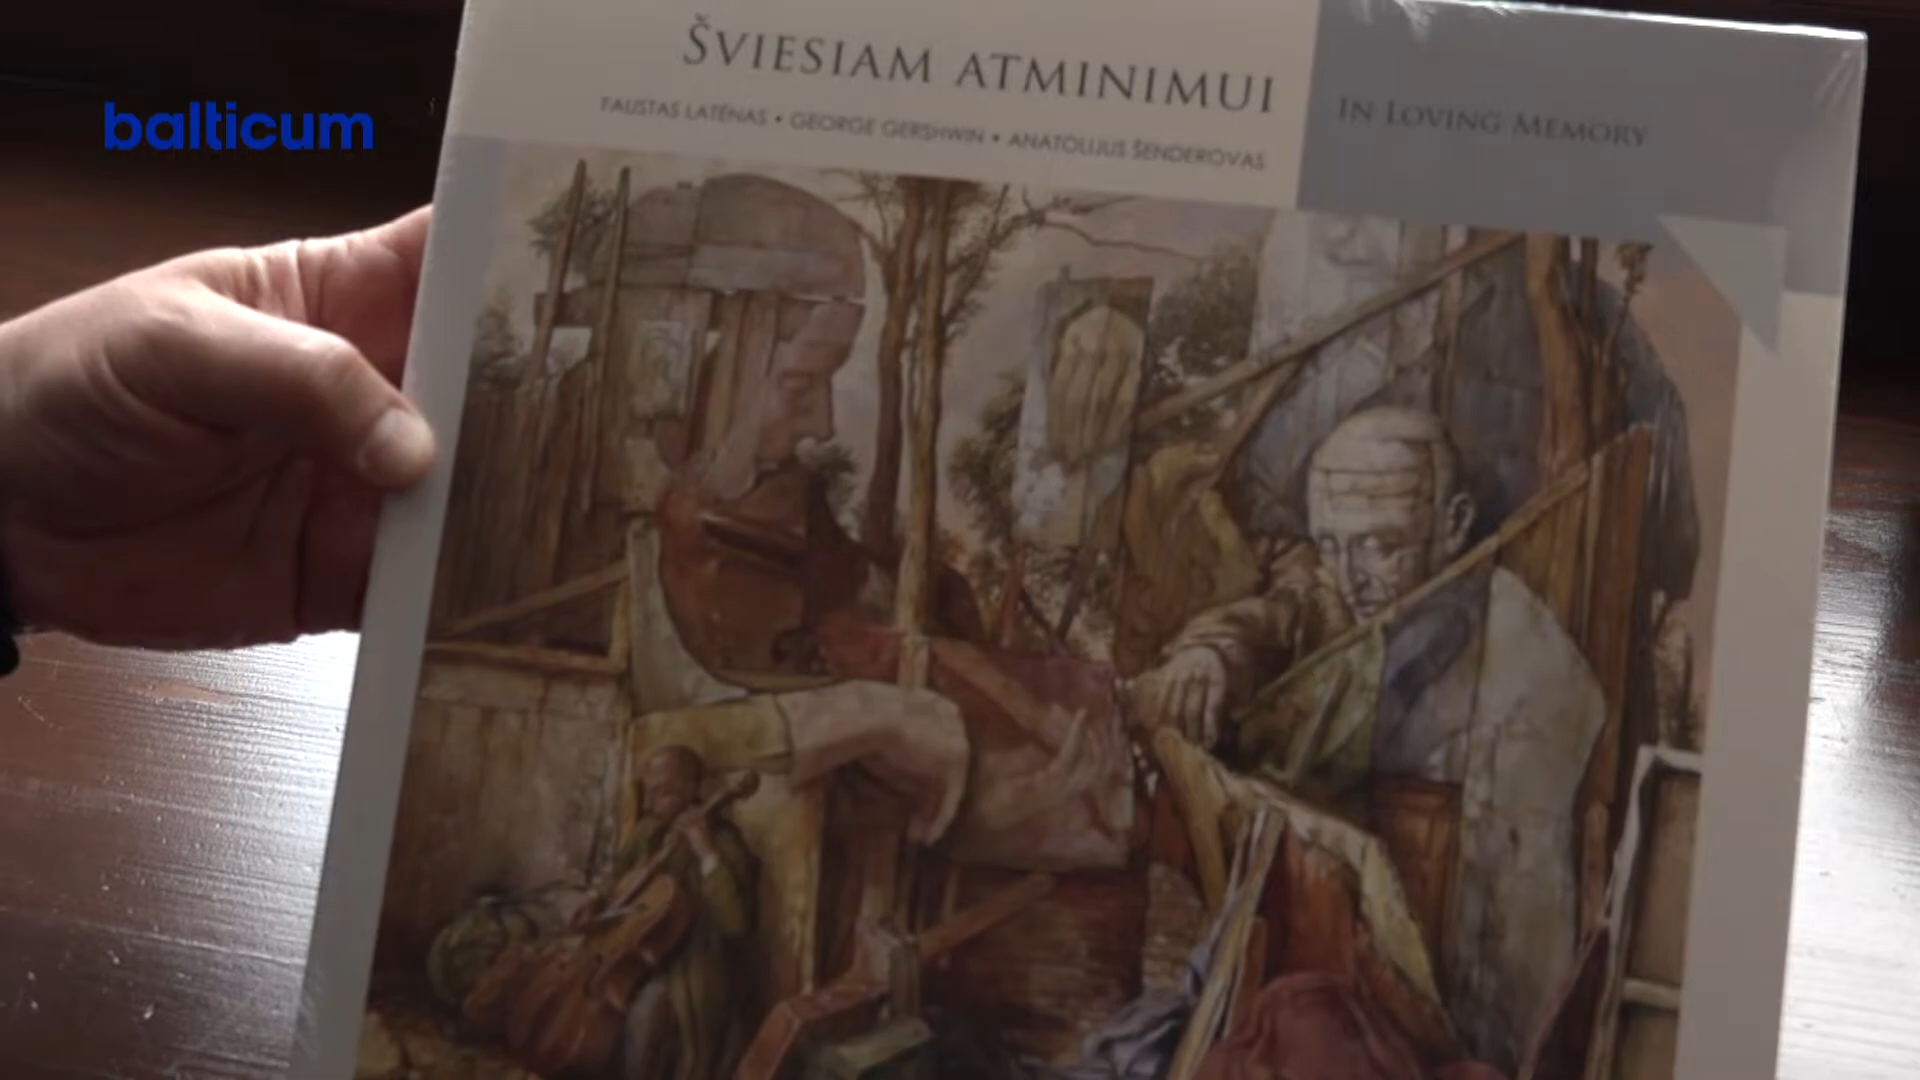 balticum
ŠVIESIAM ATMINIMUI
FAUSTAS LATĖNAS • GEORGE GERSHWIN • ANATOLIJUS ŠENDEROVAS
IN LOVING MEMORY